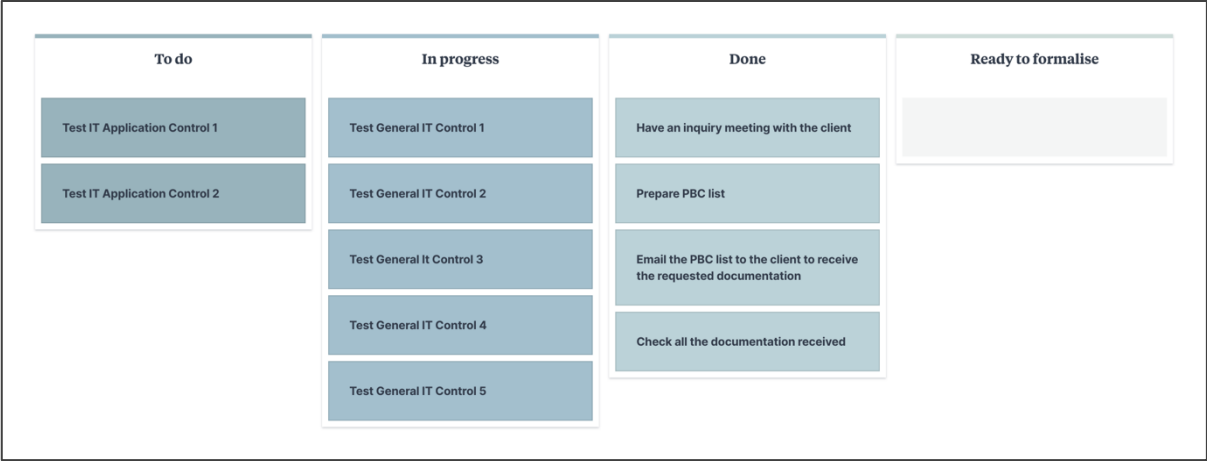 To do
Test IT Application Control 1
Test IT Application Control 2
In progress
Test General IT Control 1
Test General IT Control 2
Test General It Control 3
Test General IT Control 4
Test General IT Control 5
Done
Have an inquiry meeting with the client
Prepare PBC list
Email the PBC list to the client to receive
the requested documentation
Check all the documentation received
Ready to formalise